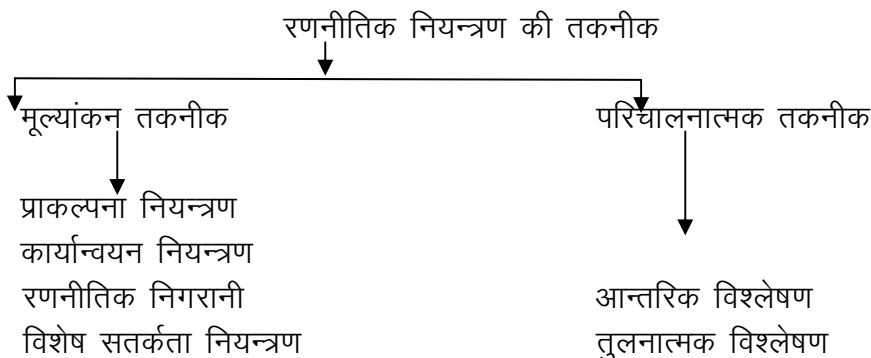 रणनीतिक नियन्त्रण की तकनीक
मूल्यांकन तकनीक
परिचालनात्मक तकनीक
प्राकल्पना नियन्त्रण
कार्यान्वयन नियन्त्रण
रणनीतिक निगरानी
आन्तरिक विश्लेषण
विशेष सतर्कता नियन्त्रण
तुलनात्मक विश्लेषण